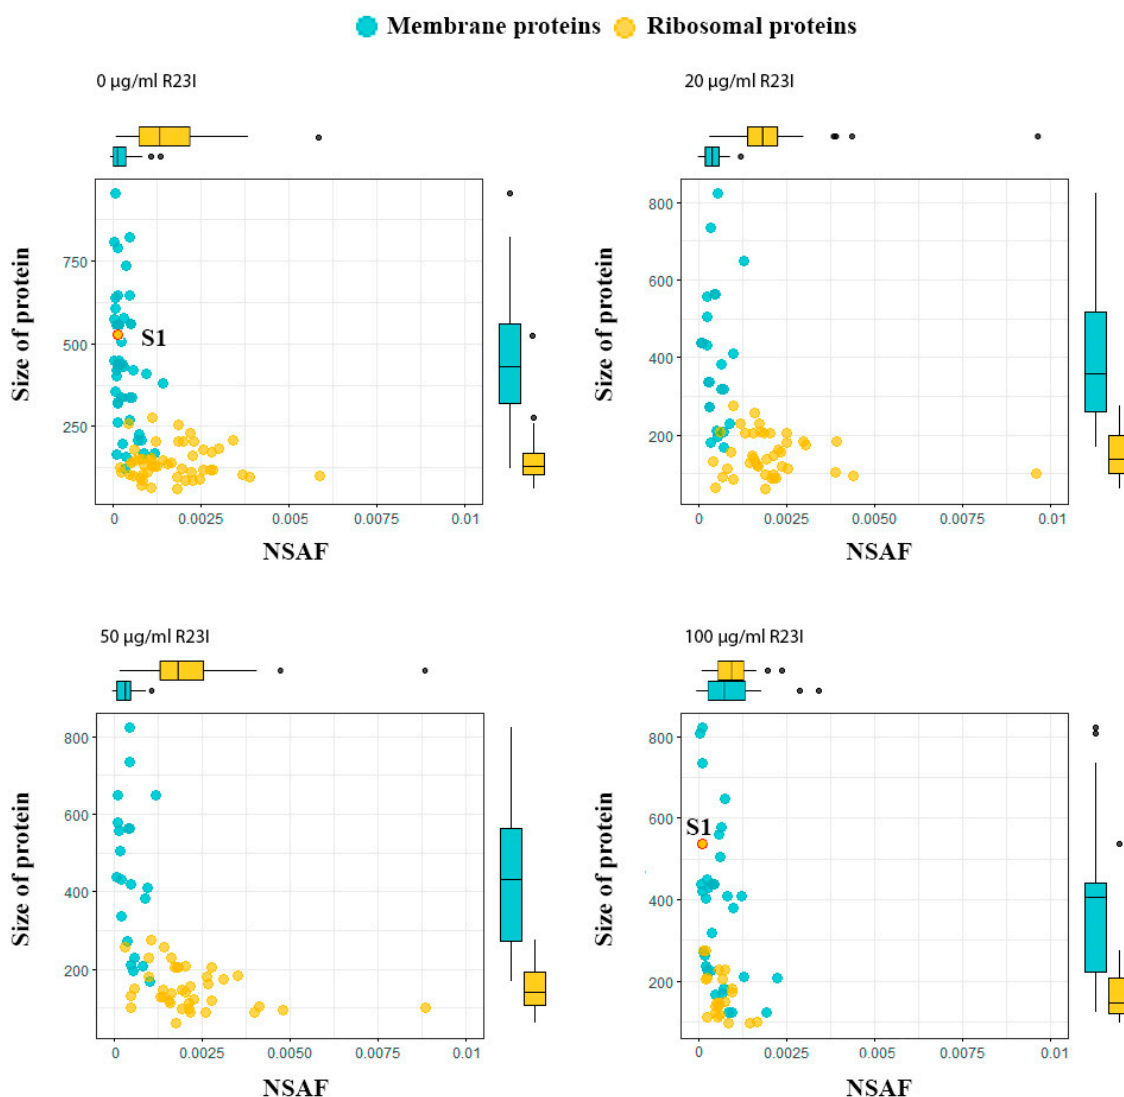 Membrane proteins Ribosomal proteins
0 µg/ml R23I
Size of protein
750
500
250
S1
0 0.0025 0.005 0.0075 0.01
NSAF
20 µg/ml R23I
Size of protein
800
600
400
200
0 0.0025 0.0050 0.0075 0.01
NSAF
50 µg/ml R23I
Size of protein
800
600
400
200
0 0.0025 0.0050 0.0075 0.01
NSAF
100 µg/ml R23I
Size of protein
800
600
400
200
S1
0 0.0025 0.005 0.0075 0.01
NSAF